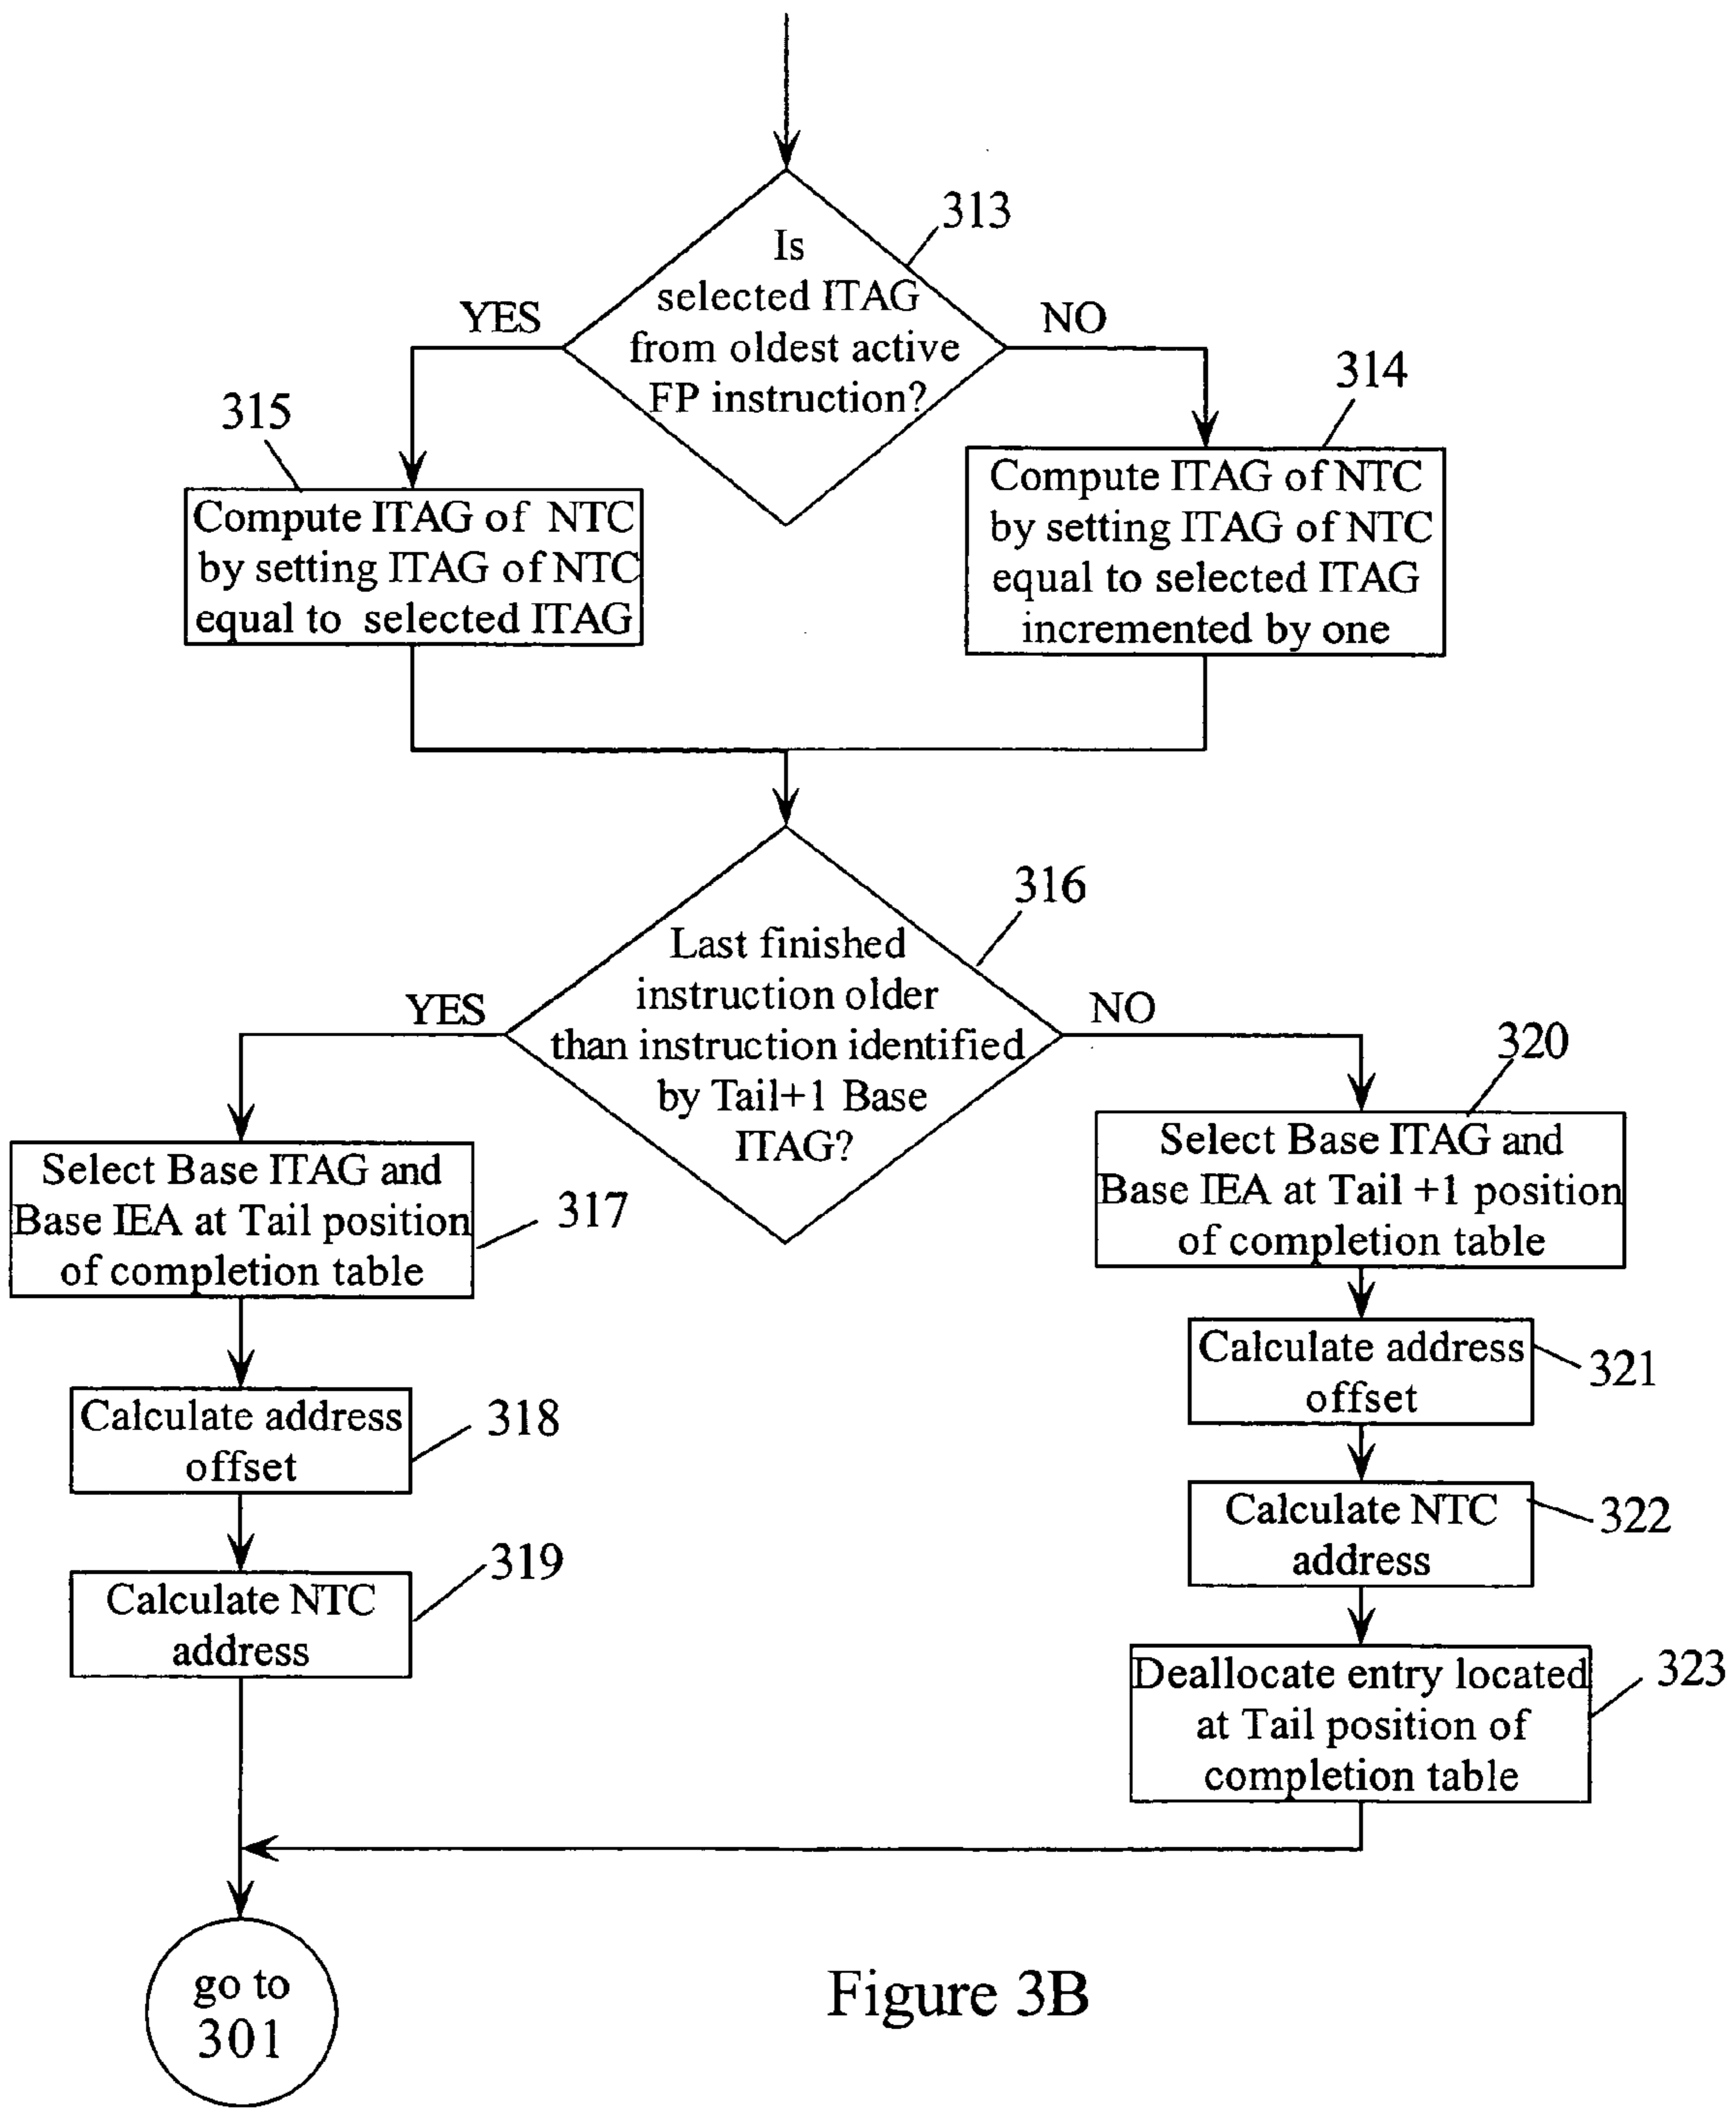 313
Is
selected ITAG
from oldest active
FP instruction?
YES
NO
315
Compute ITAG of NTC
by setting ITAG of NTC
equal to selected ITAG
314
Compute ITAG of NTC
by setting ITAG of NTC
equal to selected ITAG
incremented by one
316
Last finished
instruction older
than instruction identified
by Tail+1 Base
ITAG?
YES
NO
Select Base ITAG and
Base IEA at Tail position
of completion table
317
Calculate address
offset
318
Calculate NTC
address
319
320
Select Base ITAG and
Base IEA at Tail +1 position
of completion table
Calculate address
offset
321
Calculate NTC
address
322
Deallocate entry located
at Tail position of
completion table
323
go to
301
Figure 3B